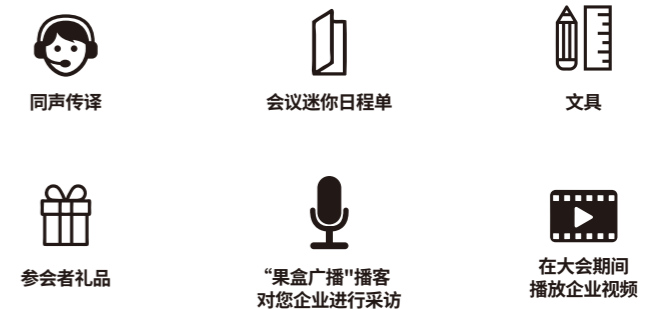 同声传译
会议迷你日程单
文具
参会者礼品
“果盒广播"播客
对您企业进行采访
在大会期间
播放企业视频